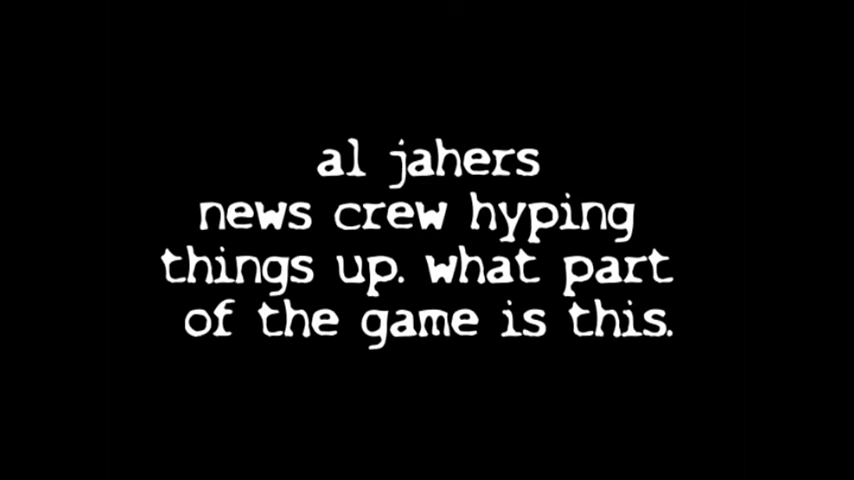 al jahers
news crew hyping
things up. what part
of the game is this.